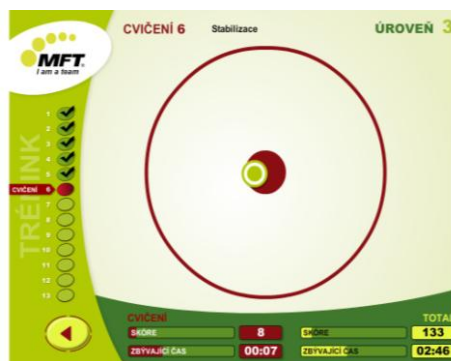 CVIČENÍ 6 Stabilizace ÚROVEŇ 3
MFT
I am a team
TRÉNINK
1
2
3
4
5
CVIČENÍ 6
7
8
9
10
11
12
13
CVIČENÍ TOTAL
SKÓRE 8 SKÓRE 133
ZBÝVAJÍCÍ ČAS 00:07 ZBÝVAJÍCÍ ČAS 02:46